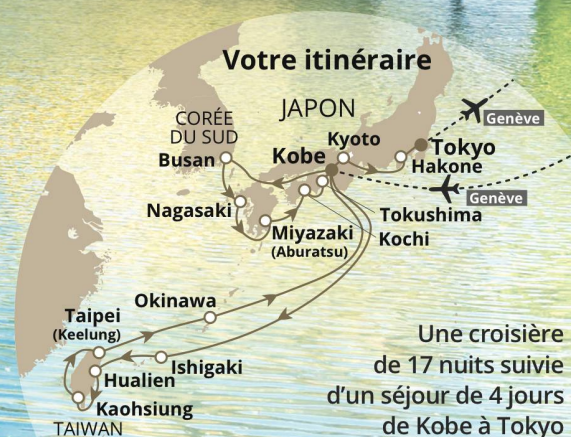 Votre itinéraire
JAPON
CORÉE
DU SUD
Genève
Kyoto
Tokyo
Busan
Kobe
Hakone
Genève
Nagasaki
Tokushima
Miyazaki
(Aburatsu)
Kochi
Okinawa
Taipei
(Keelung)
Ishigaki
Hualien
Kaohsiung
TAIWAN
Une croisière
de 17 nuits suivie
d'un séjour de 4 jours
de Kobe à Tokyo